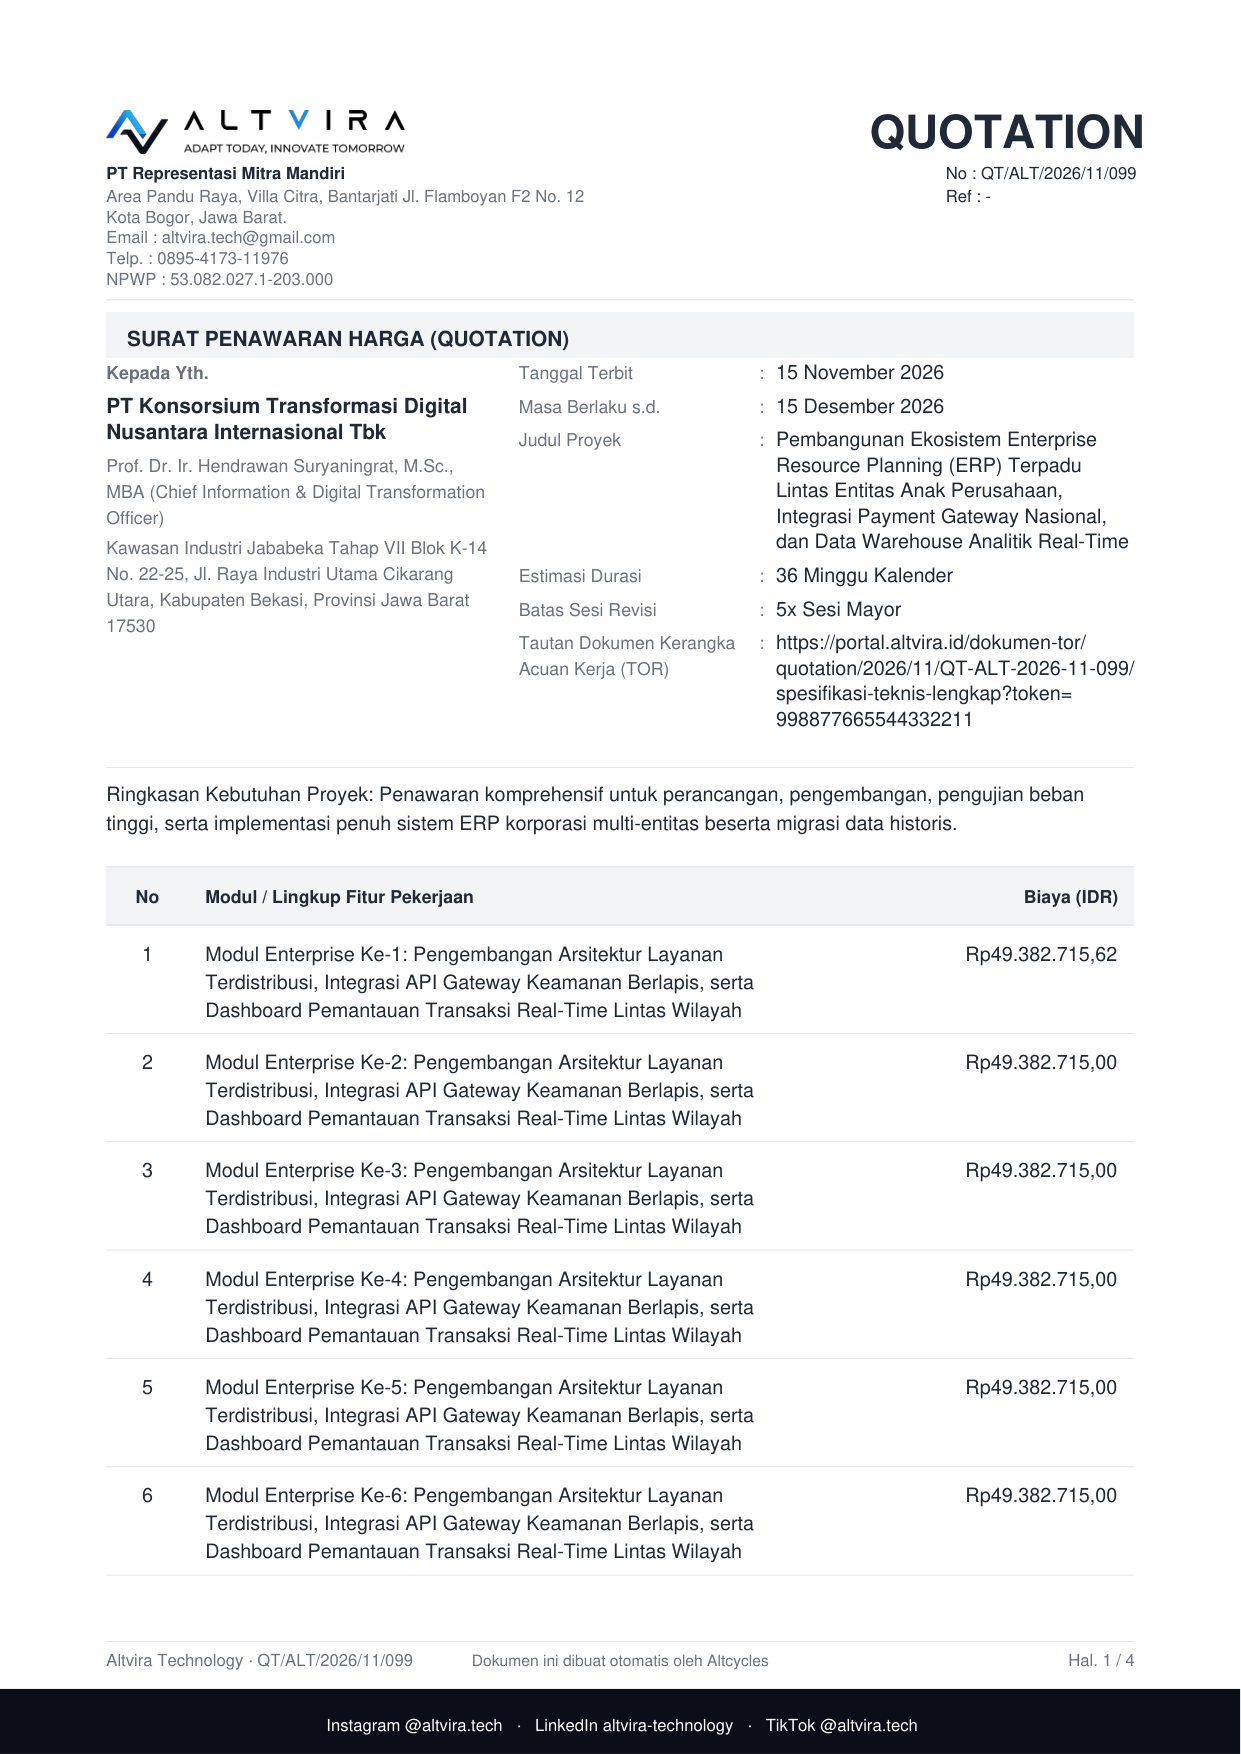 ALTVIRA
ADAPT TODAY, INNOVATE TOMORROW
QUOTATION
PT Representasi Mitra Mandiri
Area Pandu Raya, Villa Citra, Bantarjati Jl. Flamboyan F2 No. 12
Kota Bogor, Jawa Barat.
Email : altvira.tech@gmail.com
Telp. : 0895-4173-11976
NPWP : 53.082.027.1-203.000
No : QT/ALT/2026/11/099
Ref : -
SURAT PENAWARAN HARGA (QUOTATION)
Kepada Yth.
PT Konsorsium Transformasi Digital
Nusantara Internasional Tbk
Prof. Dr. Ir. Hendrawan Suryaningrat, M.Sc.,
MBA (Chief Information & Digital Transformation
Officer)
Kawasan Industri Jababeka Tahap VII Blok K-14
No. 22-25, Jl. Raya Industri Utama Cikarang
Utara, Kabupaten Bekasi, Provinsi Jawa Barat
17530
Tanggal Terbit : 15 November 2026
Masa Berlaku s.d. : 15 Desember 2026
Judul Proyek : Pembangunan Ekosistem Enterprise
Resource Planning (ERP) Terpadu
Lintas Entitas Anak Perusahaan,
Integrasi Payment Gateway Nasional,
dan Data Warehouse Analitik Real-Time
Estimasi Durasi : 36 Minggu Kalender
Batas Sesi Revisi : 5x Sesi Mayor
Tautan Dokumen Kerangka : https://portal.altvira.id/dokumen-tor/
Acuan Kerja (TOR) quotation/2026/11/QT-ALT-2026-11-099/
spesifikasi-teknis-lengkap?token=
998877665544332211
Ringkasan Kebutuhan Proyek: Penawaran komprehensif untuk perancangan, pengembangan, pengujian beban
tinggi, serta implementasi penuh sistem ERP korporasi multi-entitas beserta migrasi data historis.
No Modul / Lingkup Fitur Pekerjaan Biaya (IDR)
1 Modul Enterprise Ke-1: Pengembangan Arsitektur Layanan Rp49.382.715,62
Terdistribusi, Integrasi API Gateway Keamanan Berlapis, serta
Dashboard Pemantauan Transaksi Real-Time Lintas Wilayah
2 Modul Enterprise Ke-2: Pengembangan Arsitektur Layanan Rp49.382.715,00
Terdistribusi, Integrasi API Gateway Keamanan Berlapis, serta
Dashboard Pemantauan Transaksi Real-Time Lintas Wilayah
3 Modul Enterprise Ke-3: Pengembangan Arsitektur Layanan Rp49.382.715,00
Terdistribusi, Integrasi API Gateway Keamanan Berlapis, serta
Dashboard Pemantauan Transaksi Real-Time Lintas Wilayah
4 Modul Enterprise Ke-4: Pengembangan Arsitektur Layanan Rp49.382.715,00
Terdistribusi, Integrasi API Gateway Keamanan Berlapis, serta
Dashboard Pemantauan Transaksi Real-Time Lintas Wilayah
5 Modul Enterprise Ke-5: Pengembangan Arsitektur Layanan Rp49.382.715,00
Terdistribusi, Integrasi API Gateway Keamanan Berlapis, serta
Dashboard Pemantauan Transaksi Real-Time Lintas Wilayah
6 Modul Enterprise Ke-6: Pengembangan Arsitektur Layanan Rp49.382.715,00
Terdistribusi, Integrasi API Gateway Keamanan Berlapis, serta
Dashboard Pemantauan Transaksi Real-Time Lintas Wilayah
Altvira Technology · QT/ALT/2026/11/099 Dokumen ini dibuat otomatis oleh Altcycles Hal. 1 / 4
Instagram @altvira.tech · LinkedIn altvira-technology · TikTok @altvira.tech